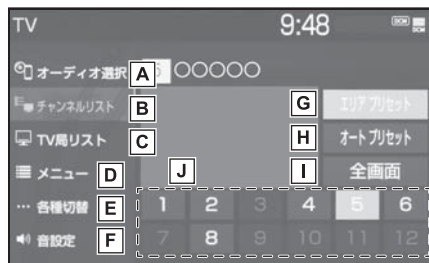 TV 9:48 DCM
オーディオ選択 A ○○○○○
チャンネルリスト B G エリア プリセット
TV局リスト C H オート プリセット
メニュー D J I 全画面
各種切替 E 1 2 3 4 5 6
音設定 F 7 8 9 10 11 12